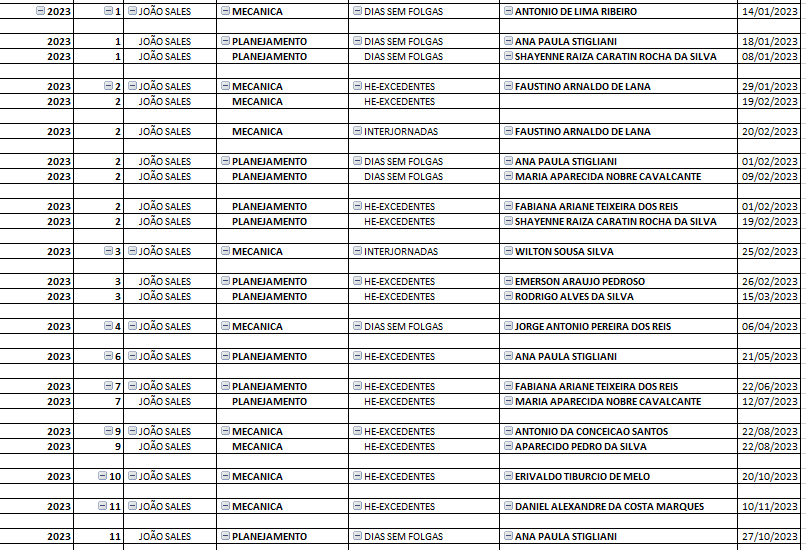 2023 1 JOÃO SALES MECANICA DIAS SEM FOLGAS ANTONIO DE LIMA RIBEIRO 14/01/2023
2023 1 JOÃO SALES PLANEJAMENTO DIAS SEM FOLGAS ANA PAULA STIGLIANI 18/01/2023
2023 1 JOÃO SALES PLANEJAMENTO DIAS SEM FOLGAS SHAYENNE RAIZA CARATIN ROCHA DA SILVA 08/01/2023
2023 2 JOÃO SALES MECANICA HE-EXCEDENTES FAUSTINO ARNALDO DE LANA 29/01/2023
2023 2 JOÃO SALES MECANICA HE-EXCEDENTES 19/02/2023
2023 2 JOÃO SALES MECANICA INTERJORNADAS FAUSTINO ARNALDO DE LANA 20/02/2023
2023 2 JOÃO SALES PLANEJAMENTO DIAS SEM FOLGAS ANA PAULA STIGLIANI 01/02/2023
2023 2 JOÃO SALES PLANEJAMENTO DIAS SEM FOLGAS MARIA APARECIDA NOBRE CAVALCANTE 09/02/2023
2023 2 JOÃO SALES PLANEJAMENTO HE-EXCEDENTES FABIANA ARIANE TEIXEIRA DOS REIS 01/02/2023
2023 2 JOÃO SALES PLANEJAMENTO HE-EXCEDENTES SHAYENNE RAIZA CARATIN ROCHA DA SILVA 19/02/2023
2023 3 JOÃO SALES MECANICA INTERJORNADAS WILTON SOUSA SILVA 25/02/2023
2023 3 JOÃO SALES PLANEJAMENTO HE-EXCEDENTES EMERSON ARAUJO PEDROSO 26/02/2023
2023 3 JOÃO SALES PLANEJAMENTO HE-EXCEDENTES RODRIGO ALVES DA SILVA 15/03/2023
2023 4 JOÃO SALES MECANICA DIAS SEM FOLGAS JORGE ANTONIO PEREIRA DOS REIS 06/04/2023
2023 6 JOÃO SALES PLANEJAMENTO HE-EXCEDENTES ANA PAULA STIGLIANI 21/05/2023
2023 7 JOÃO SALES PLANEJAMENTO HE-EXCEDENTES FABIANA ARIANE TEIXEIRA DOS REIS 22/06/2023
2023 7 JOÃO SALES PLANEJAMENTO HE-EXCEDENTES MARIA APARECIDA NOBRE CAVALCANTE 12/07/2023
2023 9 JOÃO SALES MECANICA HE-EXCEDENTES ANTONIO DA CONCEICAO SANTOS 22/08/2023
2023 9 JOÃO SALES MECANICA HE-EXCEDENTES APARECIDO PEDRO DA SILVA 22/08/2023
2023 10 JOÃO SALES MECANICA HE-EXCEDENTES ERIVALDO TIBURCIO DE MELO 20/10/2023
2023 11 JOÃO SALES MECANICA HE-EXCEDENTES DANIEL ALEXANDRE DA COSTA MARQUES 10/11/2023
2023 11 JOÃO SALES PLANEJAMENTO DIAS SEM FOLGAS ANA PAULA STIGLIANI 27/10/2023